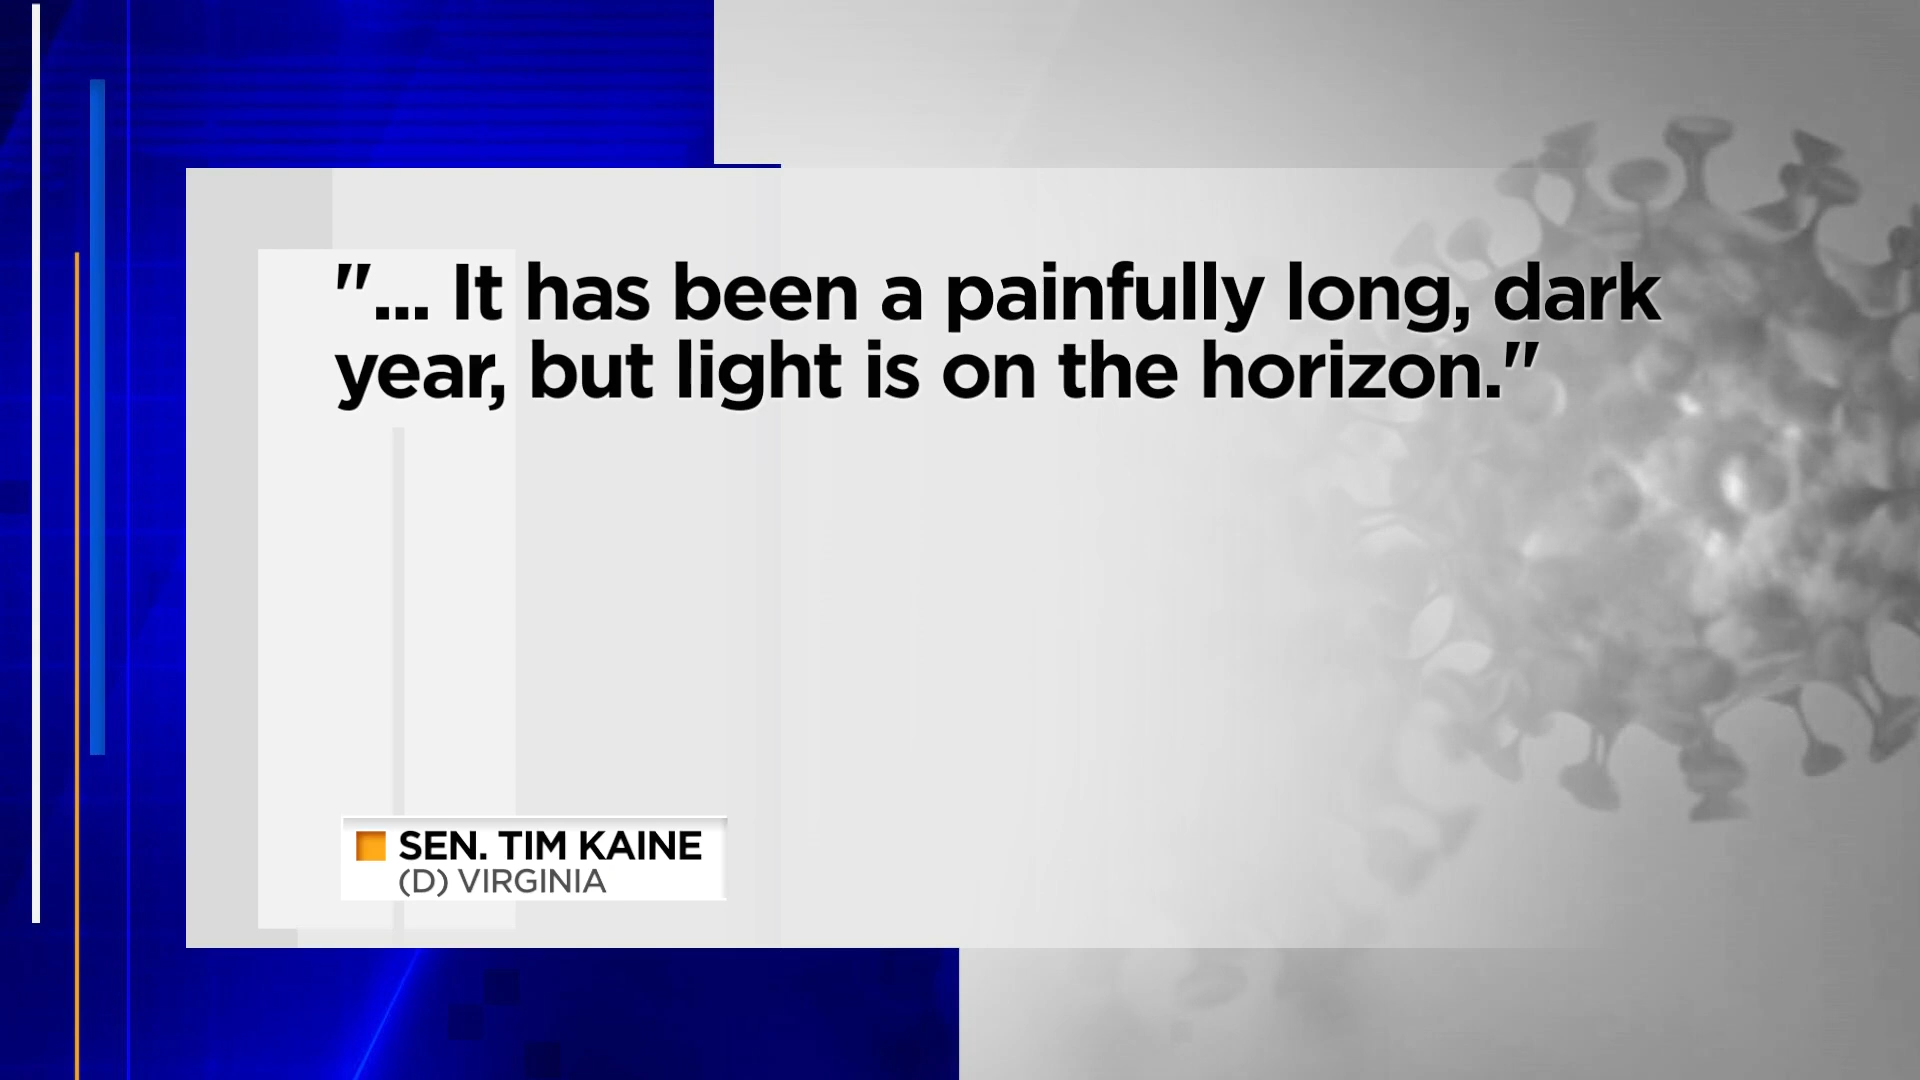 "... It has been a painfully long, dark
year, but light is on the horizon."
SEN. TIM KAINE
(D) VIRGINIA